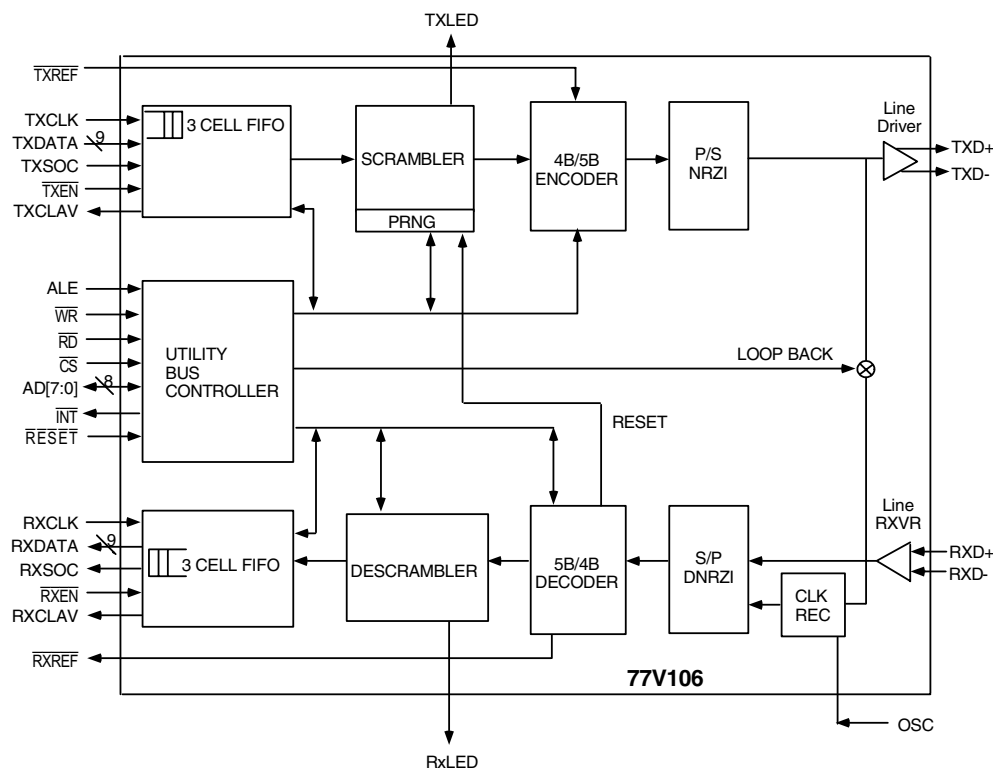 TXLED
TXREF
TXCLK
TXDATA
9
TXSOC
TXEN
TXCLAV
3 CELL FIFO
SCRAMBLER
PRNG
4B/5B
ENCODER
P/S
NRZI
Line
Driver
TXD+
TXD-
ALE
WR
RD
CS
AD[7:0]
8
INT
RESET
UTILITY
BUS
CONTROLLER
LOOP BACK
RESET
RXCLK
RXDATA
9
RXSOC
RXEN
RXCLAV
RXREF
3 CELL FIFO
DESCRAMBLER
5B/4B
DECODER
S/P
DNRZI
CLK
REC
Line
RXVR
RXD+
RXD-
77V106
OSC
RxLED